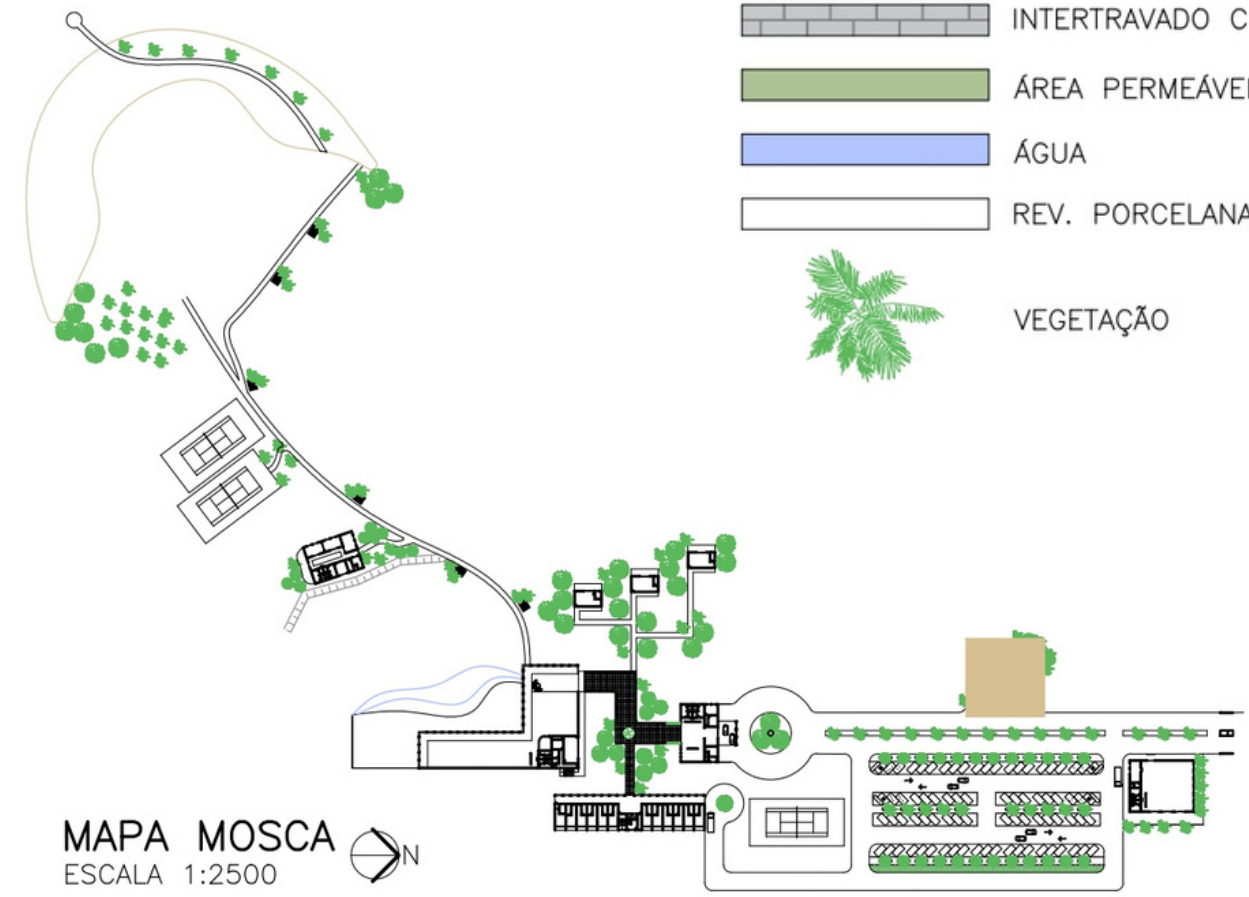 INTERTRAVADO C
ÁREA PERMEÁVEL
ÁGUA
REV. PORCELANA
VEGETAÇÃO
MAPA MOSCA
ESCALA 1:2500
N